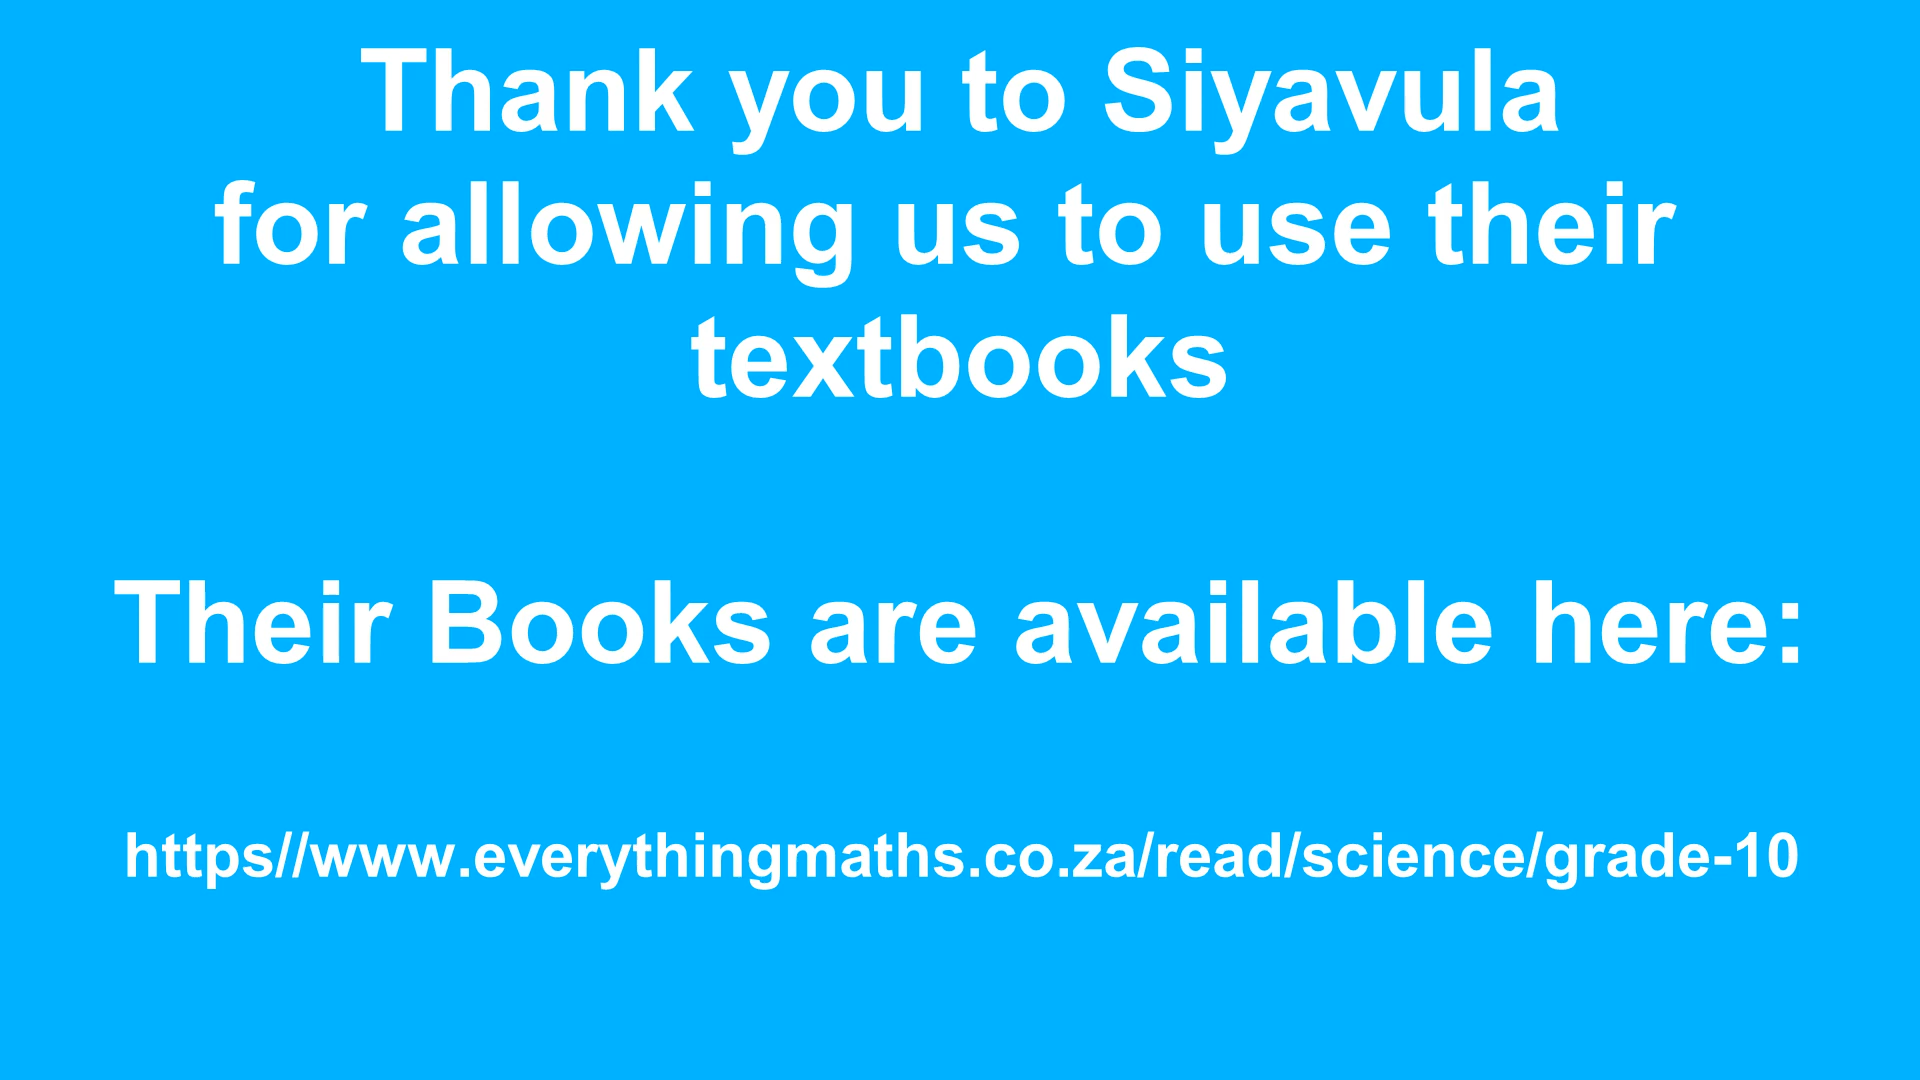 Thank you to Siyavula
for allowing us to use their
textbooks
Their Books are available here:
https//www.everythingmaths.co.za/read/science/grade-10